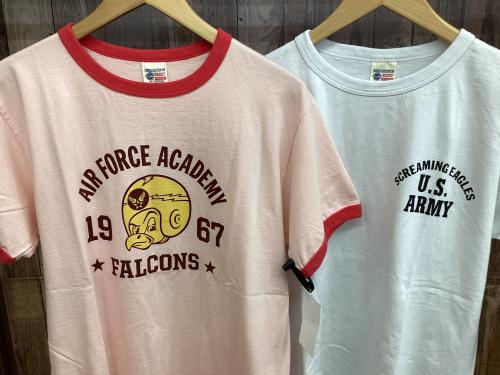 AIR FORCE ACADEMY
19 67
FALCONS
SCREAMING EAGLES
U.S.
ARMY